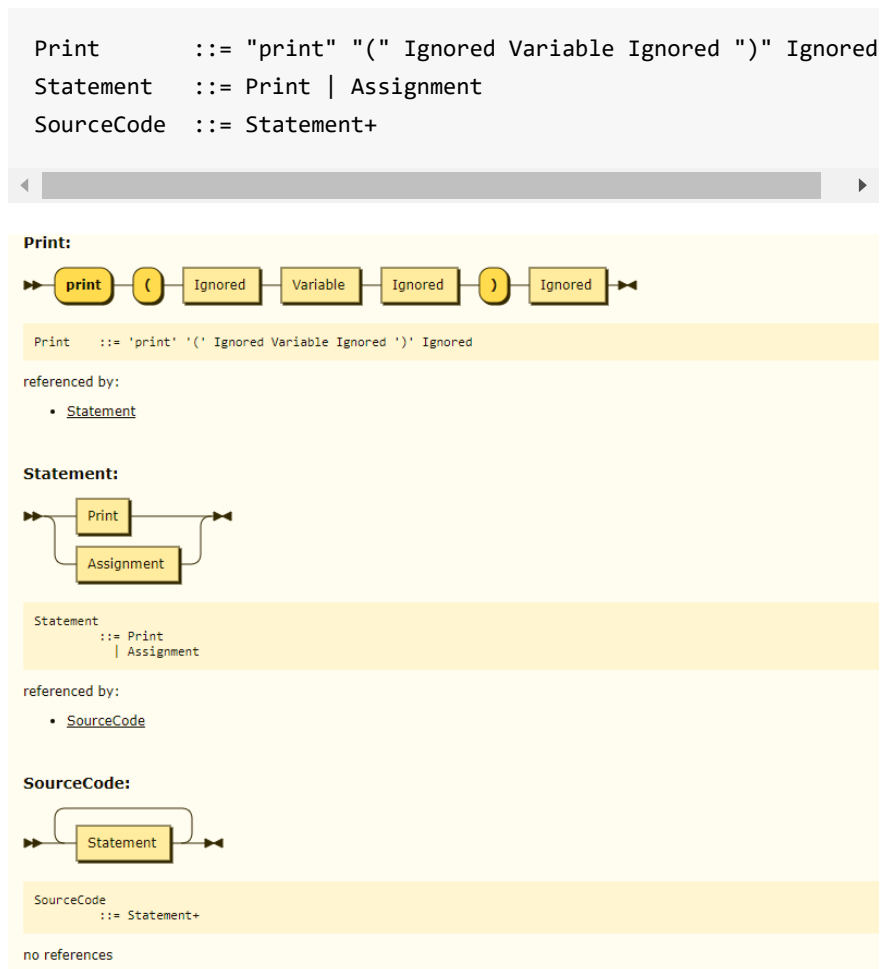 Print       ::= "print" "(" Ignored Variable Ignored ")" Ignored
Statement   ::= Print | Assignment
SourceCode  ::= Statement+
Print:
print ( Ignored Variable Ignored ) Ignored
Print    ::= 'print' '(' Ignored Variable Ignored ')' Ignored
referenced by:
• Statement
Statement:
Print
Assignment
Statement
         ::= Print
           | Assignment
referenced by:
• SourceCode
SourceCode:
Statement
SourceCode
         ::= Statement+
no references